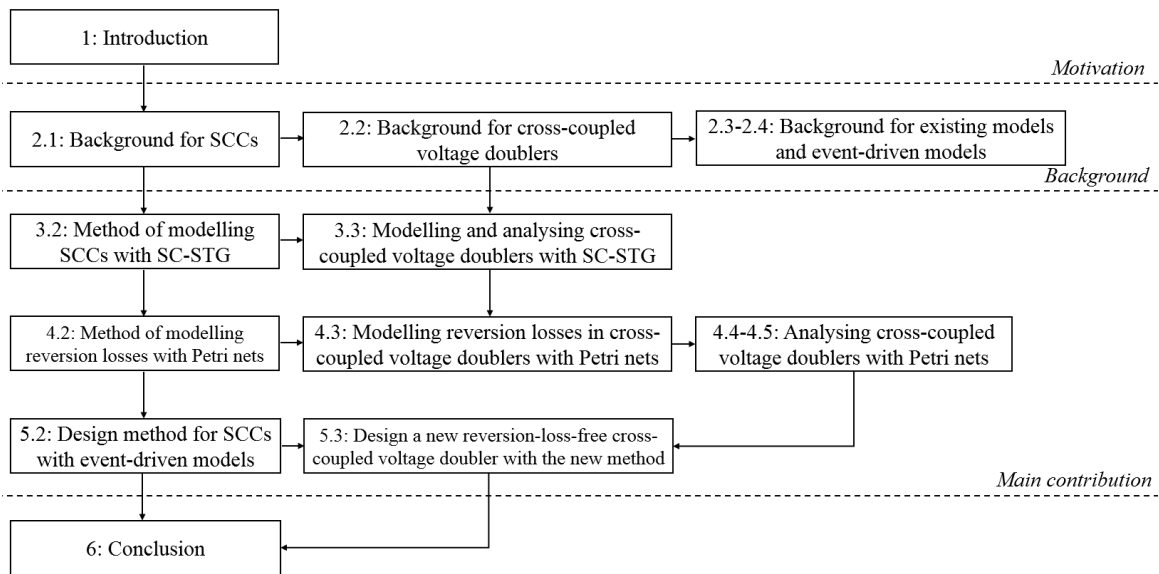 1: Introduction
Motivation
2.1: Background for SCCs
2.2: Background for cross-coupled
voltage doublers
2.3-2.4: Background for existing models
and event-driven models
Background
3.2: Method of modelling
SCCs with SC-STG
3.3: Modelling and analysing cross-
coupled voltage doublers with SC-STG
4.2: Method of modelling
reversion losses with Petri nets
4.3: Modelling reversion losses in cross-
coupled voltage doublers with Petri nets
4.4-4.5: Analysing cross-coupled
voltage doublers with Petri nets
5.2: Design method for SCCs
with event-driven models
5.3: Design a new reversion-loss-free cross-
coupled voltage doubler with the new method
Main contribution
6: Conclusion